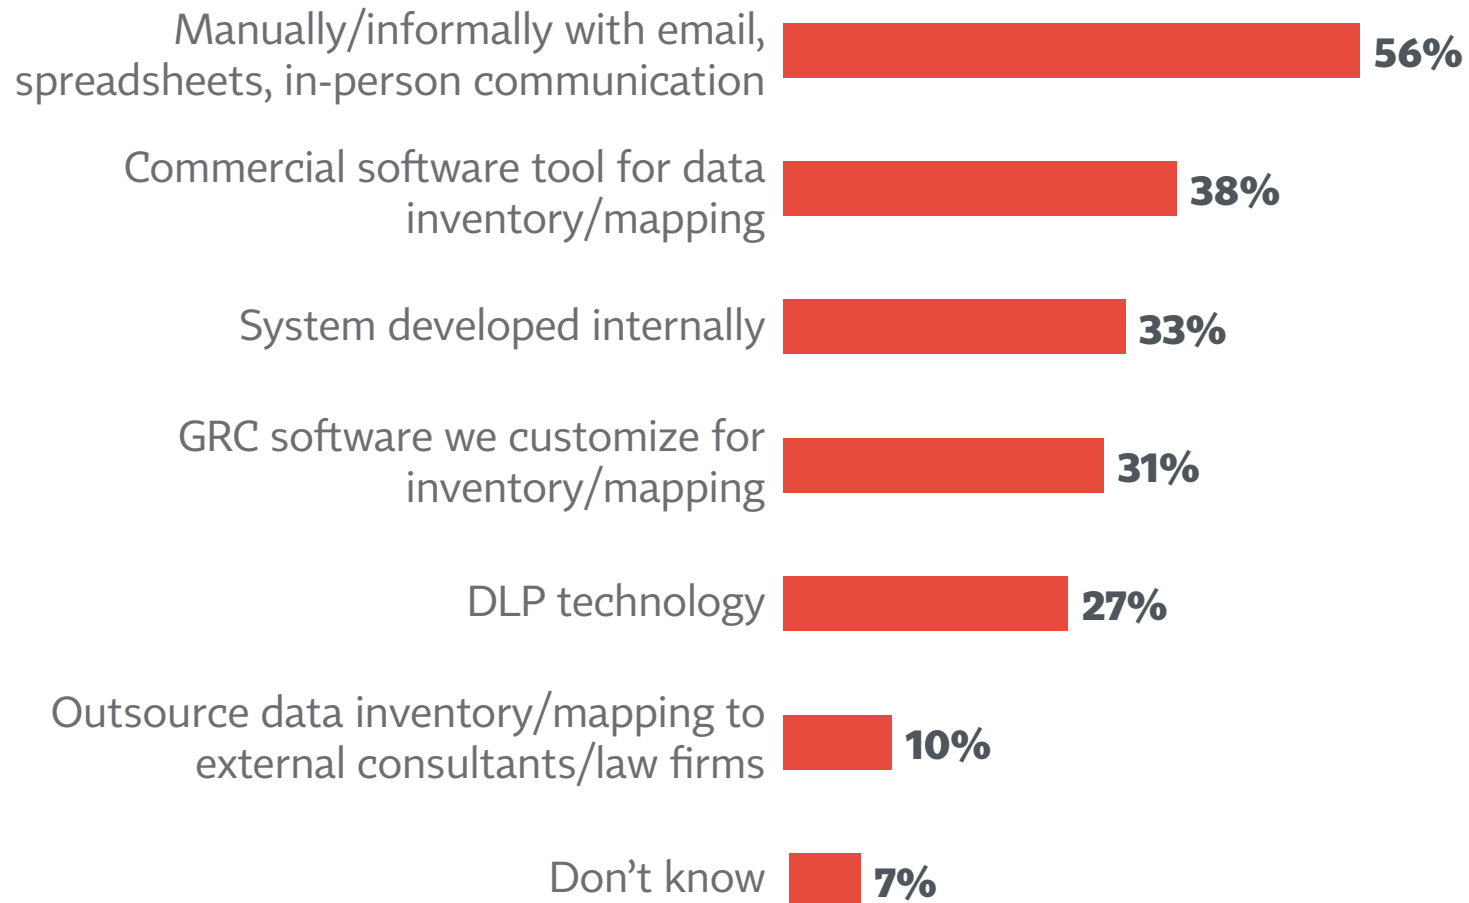 Manually/informally with email,
spreadsheets, in-person communication
56%
Commercial software tool for data
inventory/mapping
38%
System developed internally
33%
GRC software we customize for
inventory/mapping
31%
DLP technology
27%
Outsource data inventory/mapping to
external consultants/law firms
10%
Don’t know
7%